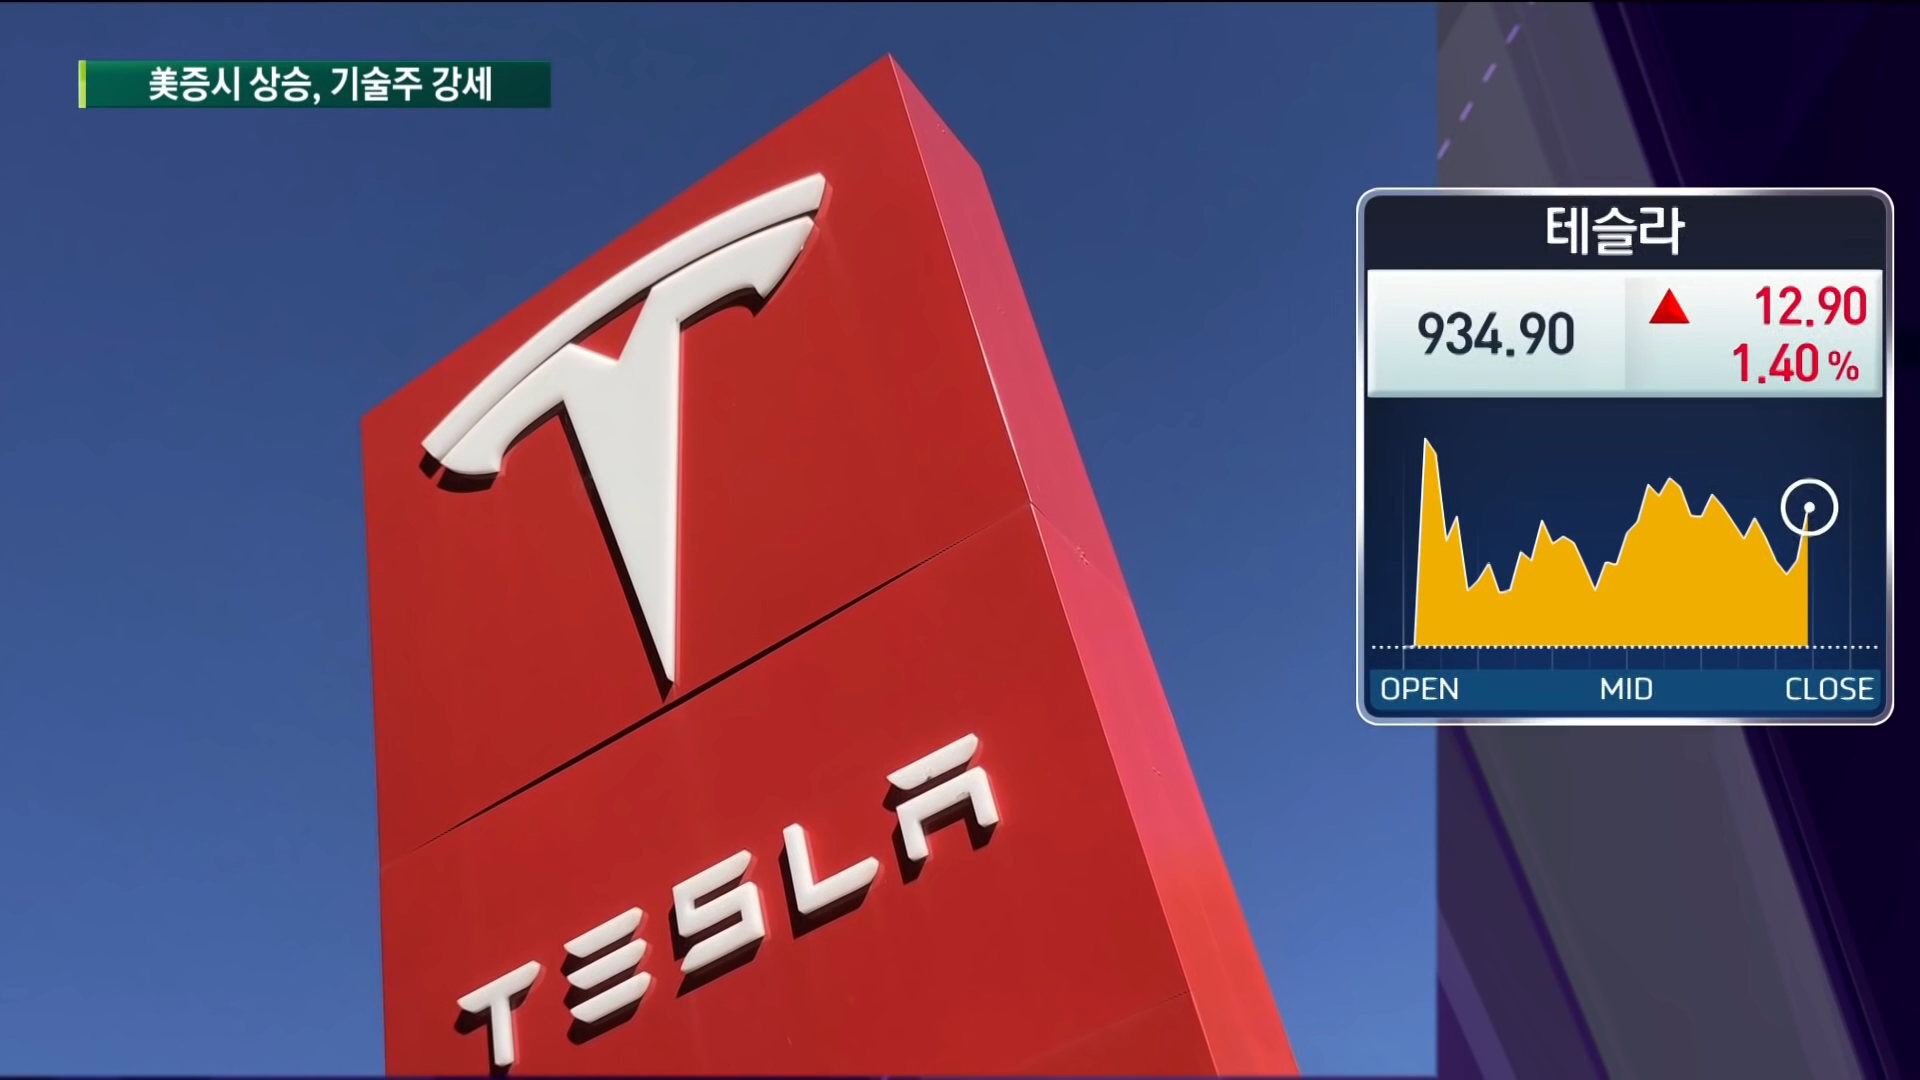 美증시 상승, 기술주 강세
TESLA
테슬라
934.90
▲ 12.90
1.40 %
OPEN MID CLOSE